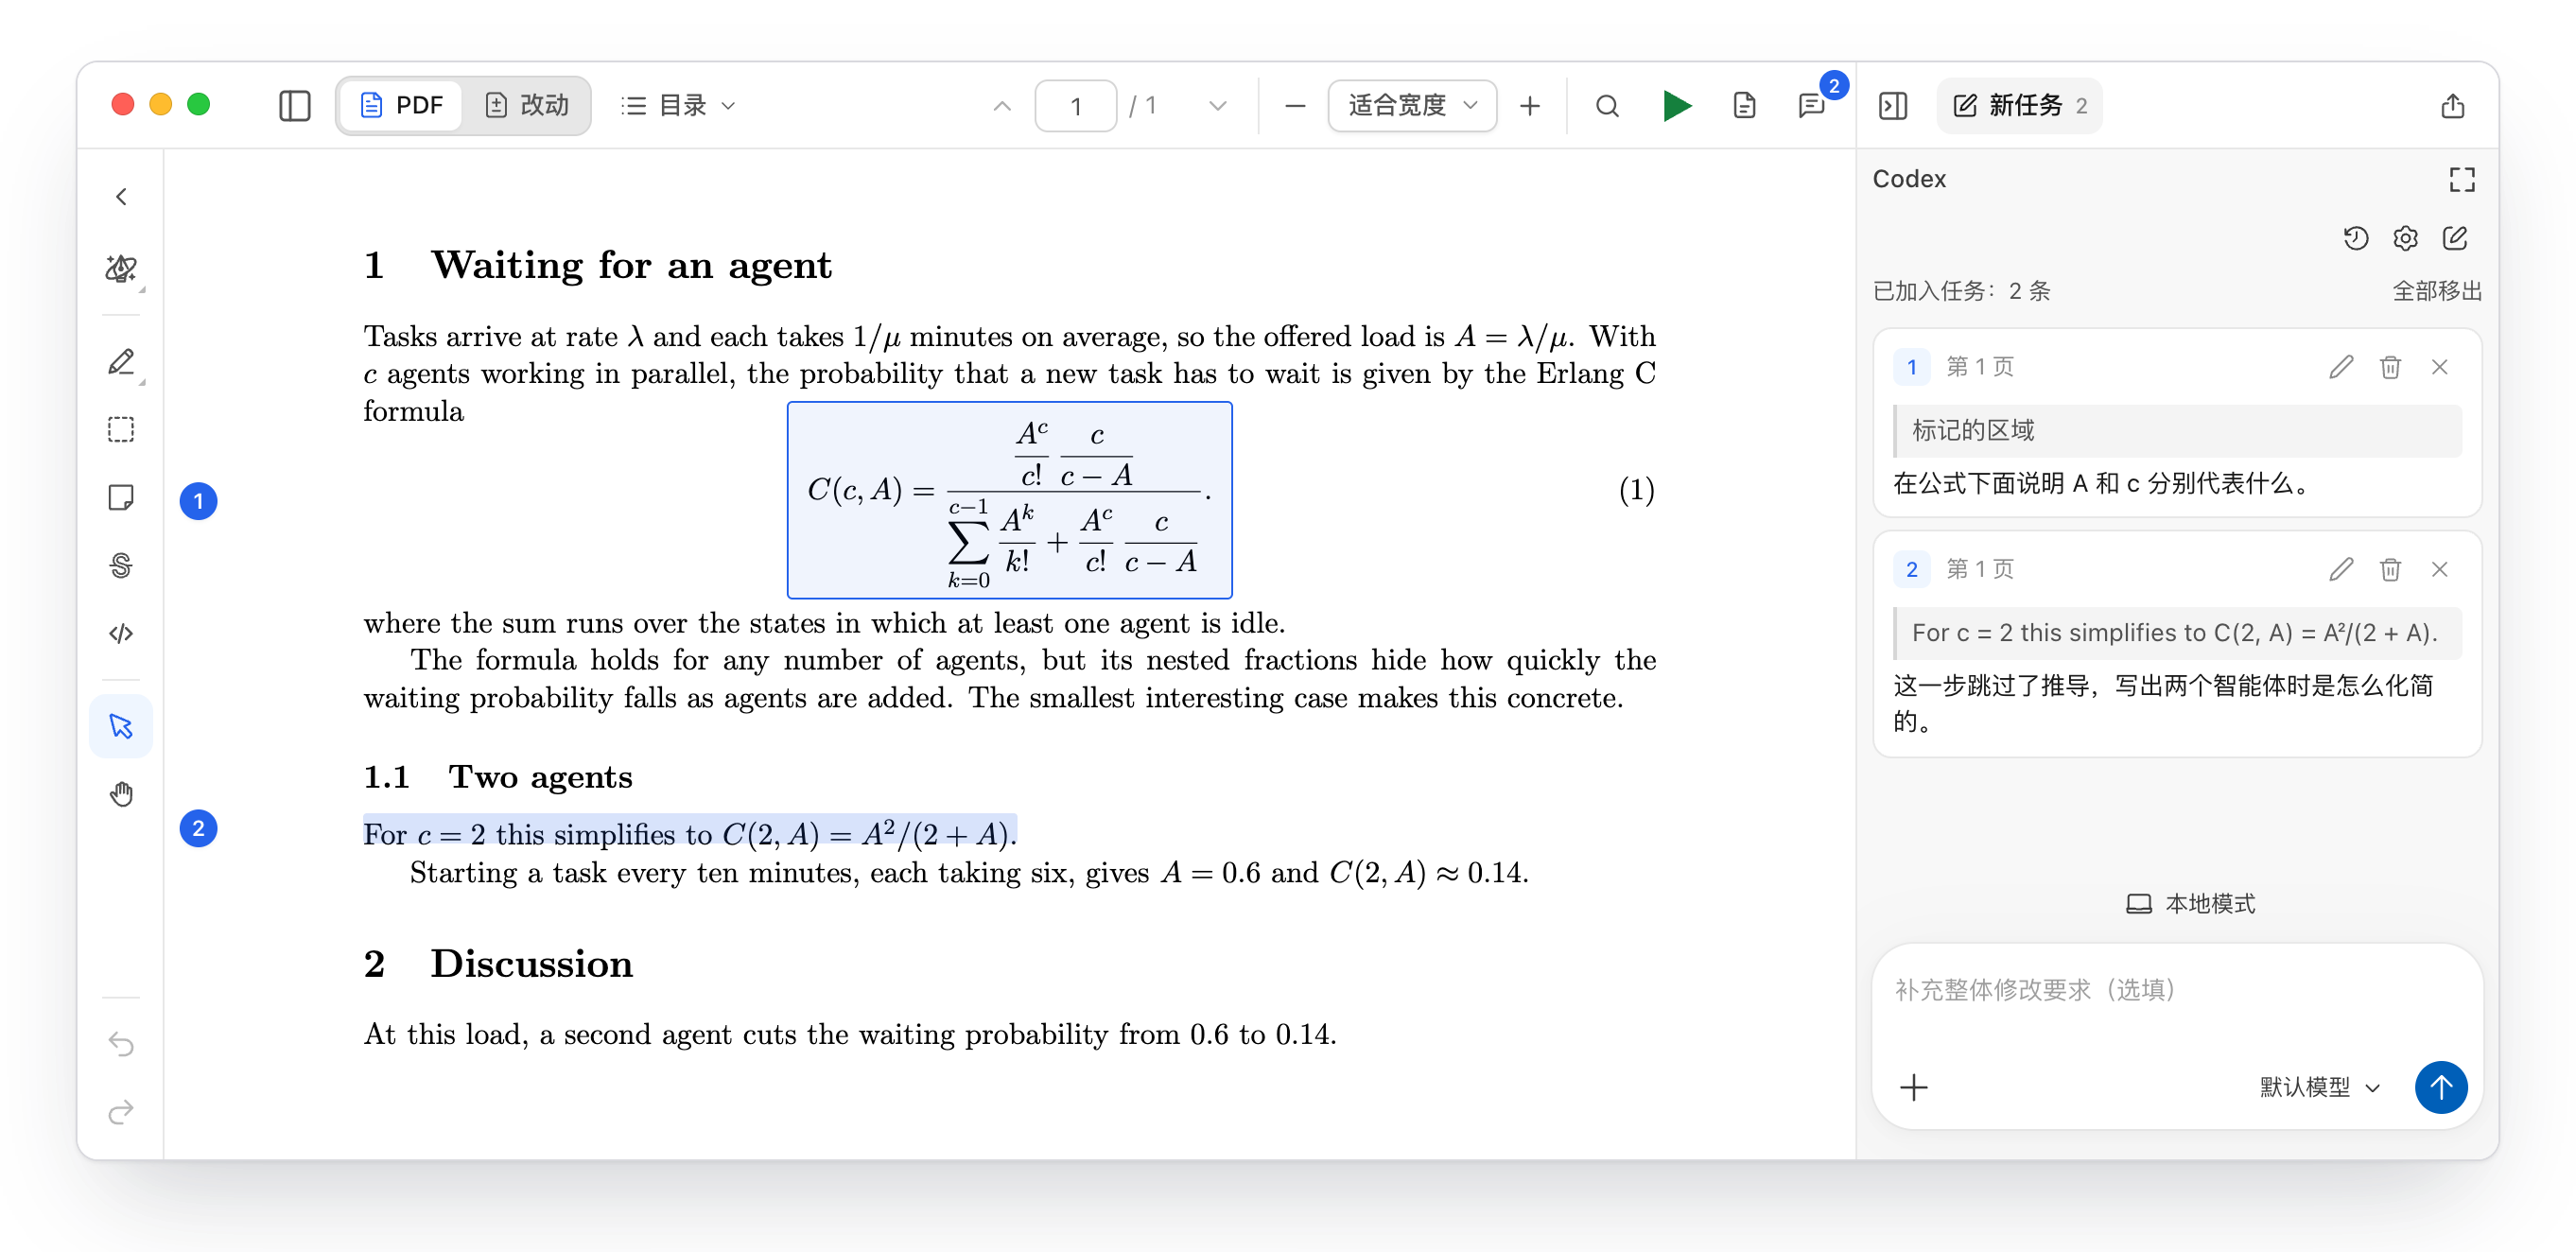 PDF 改动 目录 1 / 1 适合宽度 2 新任务 2
1 Waiting for an agent
Tasks arrive at rate λ and each takes 1/μ minutes on average, so the offered load is A = λ/μ. With
c agents working in parallel, the probability that a new task has to wait is given by the Erlang C
formula
1
C(c, A) = \frac{\frac{A^c}{c!} \frac{c}{c − A}}{\sum_{k=0}^{c−1} \frac{A^k}{k!} + \frac{A^c}{c!} \frac{c}{c − A}}. (1)
where the sum runs over the states in which at least one agent is idle.
The formula holds for any number of agents, but its nested fractions hide how quickly the
waiting probability falls as agents are added. The smallest interesting case makes this concrete.
1.1 Two agents
2
For c = 2 this simplifies to C(2, A) = A²/(2 + A).
Starting a task every ten minutes, each taking six, gives A = 0.6 and C(2, A) ≈ 0.14.
2 Discussion
At this load, a second agent cuts the waiting probability from 0.6 to 0.14.
Codex
已加入任务：2 条 全部移出
1 第 1 页
标记的区域
在公式下面说明 A 和 c 分别代表什么。
2 第 1 页
For c = 2 this simplifies to C(2, A) = A²/(2 + A).
这一步跳过了推导，写出两个智能体时是怎么化简
的。
本地模式
补充整体修改要求（选填）
默认模型